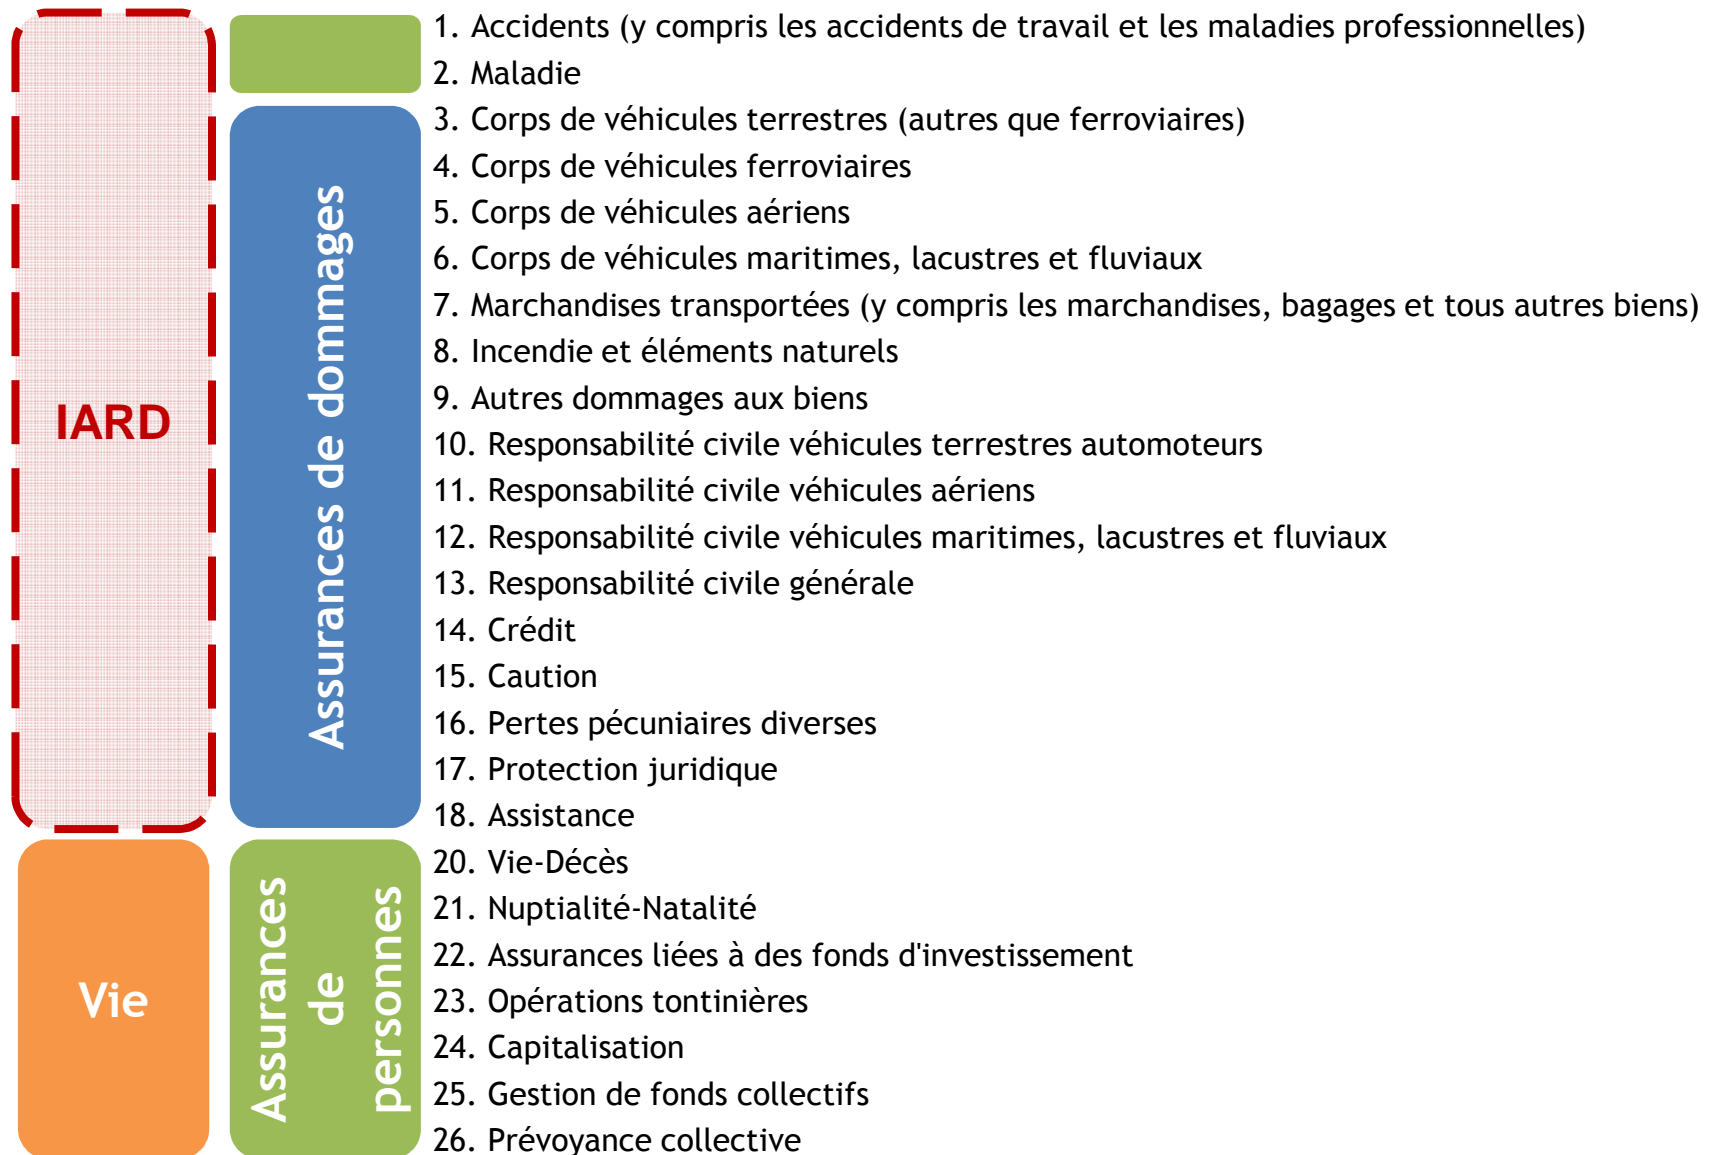 1. Accidents (y compris les accidents de travail et les maladies professionnelles)
2. Maladie
3. Corps de véhicules terrestres (autres que ferroviaires)
4. Corps de véhicules ferroviaires
5. Corps de véhicules aériens
6. Corps de véhicules maritimes, lacustres et fluviaux
7. Marchandises transportées (y compris les marchandises, bagages et tous autres biens)
8. Incendie et éléments naturels
9. Autres dommages aux biens
10. Responsabilité civile véhicules terrestres automoteurs
11. Responsabilité civile véhicules aériens
12. Responsabilité civile véhicules maritimes, lacustres et fluviaux
13. Responsabilité civile générale
14. Crédit
15. Caution
16. Pertes pécuniaires diverses
17. Protection juridique
18. Assistance
IARD
Assurances de dommages
20. Vie-Décès
21. Nuptialité-Natalité
22. Assurances liées à des fonds d'investissement
23. Opérations tontinières
24. Capitalisation
25. Gestion de fonds collectifs
26. Prévoyance collective
Vie
Assurances
de
personnes